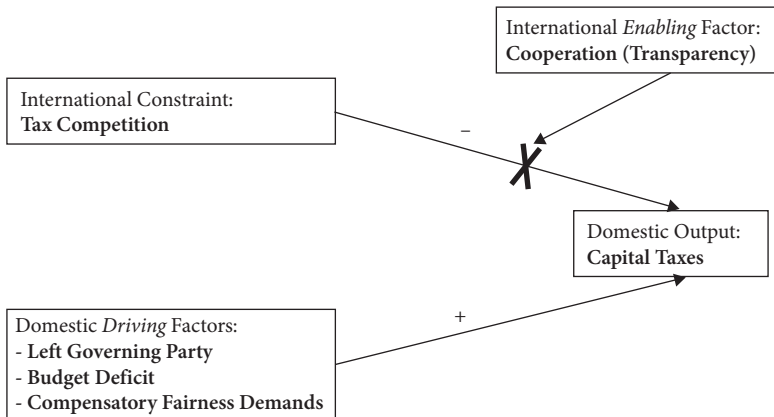 International Enabling Factor:
Cooperation (Transparency)
International Constraint:
Tax Competition
–
Domestic Output:
Capital Taxes
+
Domestic Driving Factors:
- Left Governing Party
- Budget Deficit
- Compensatory Fairness Demands